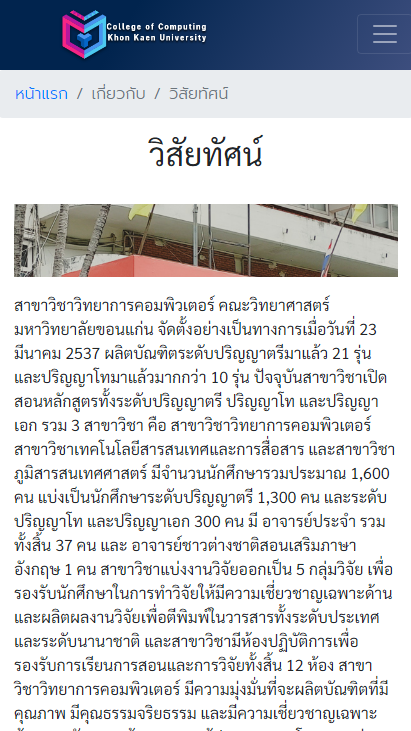 College of Computing
Khon Kaen University
หน้าแรก / เกี่ยวกับ / วิสัยทัศน์
วิสัยทัศน์
สาขาวิชาวิทยาการคอมพิวเตอร์ คณะวิทยาศาสตร์
มหาวิทยาลัยขอนแก่น จัดตั้งอย่างเป็นทางการเมื่อวันที่ 23
มีนาคม 2537 ผลิตบัณฑิตระดับปริญญาตรีมาแล้ว 21 รุ่น
และปริญญาโทมาแล้วมากกว่า 10 รุ่น ปัจจุบันสาขาวิชาเปิด
สอนหลักสูตรทั้งระดับปริญญาตรี ปริญญาโท และปริญญา
เอก รวม 3 สาขาวิชา คือ สาขาวิชาวิทยาการคอมพิวเตอร์
สาขาวิชาเทคโนโลยีสารสนเทศและการสื่อสาร และสาขาวิชา
ภูมิสารสนเทศศาสตร์ มีจำนวนนักศึกษารวมประมาณ 1,600
คน แบ่งเป็นนักศึกษาระดับปริญญาตรี 1,300 คน และระดับ
ปริญญาโท และปริญญาเอก 300 คน มี อาจารย์ประจำ รวม
ทั้งสิ้น 37 คน และ อาจารย์ชาวต่างชาติสอนเสริมภาษา
อังกฤษ 1 คน สาขาวิชาแบ่งงานวิจัยออกเป็น 5 กลุ่มวิจัย เพื่อ
รองรับนักศึกษาในการทำวิจัยให้มีความเชี่ยวชาญเฉพาะด้าน
และผลิตผลงานวิจัยเพื่อตีพิมพ์ในวารสารทั้งระดับประเทศ
และระดับนานาชาติ และสาขาวิชามีห้องปฏิบัติการเพื่อ
รองรับการเรียนการสอนและการวิจัยทั้งสิ้น 12 ห้อง สาขา
วิชาวิทยาการคอมพิวเตอร์ มีความมุ่งมั่นที่จะผลิตบัณฑิตที่มี
คุณภาพ มีคุณธรรมจริยธรรม และมีความเชี่ยวชาญเฉพาะ